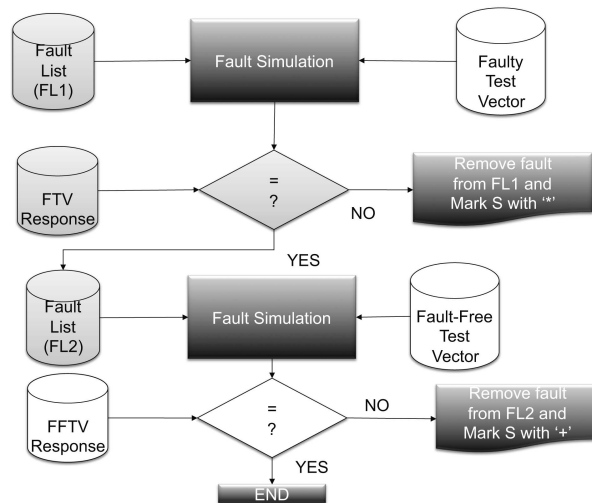 Fault
List
(FL1)
Fault Simulation
Faulty
Test
Vector
FTV
Response
=
?
NO
Remove fault
from FL1 and
Mark S with ‘*’
YES
Fault
List
(FL2)
Fault Simulation
Fault-Free
Test
Vector
FFTV
Response
=
?
NO
Remove fault
from FL2 and
Mark S with ‘+’
YES
END